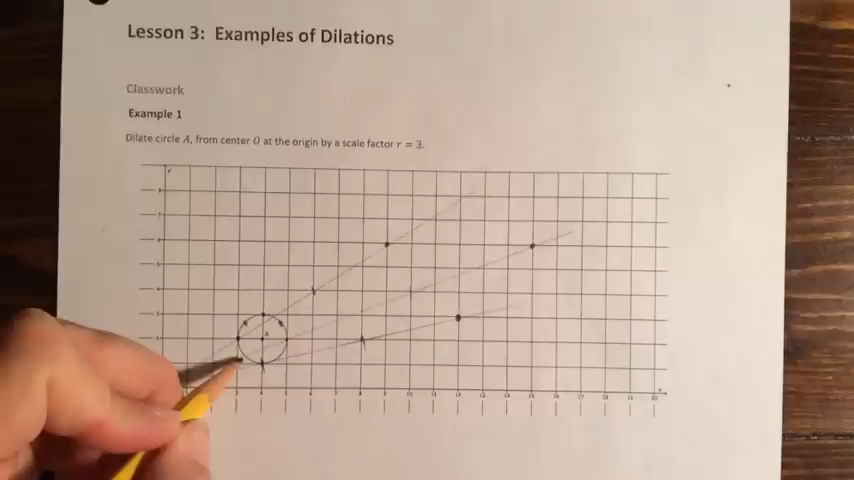 Lesson 3: Examples of Dilations
Classwork
Example 1
Dilate circle A, from center O at the origin by a scale factor r = 3.
A